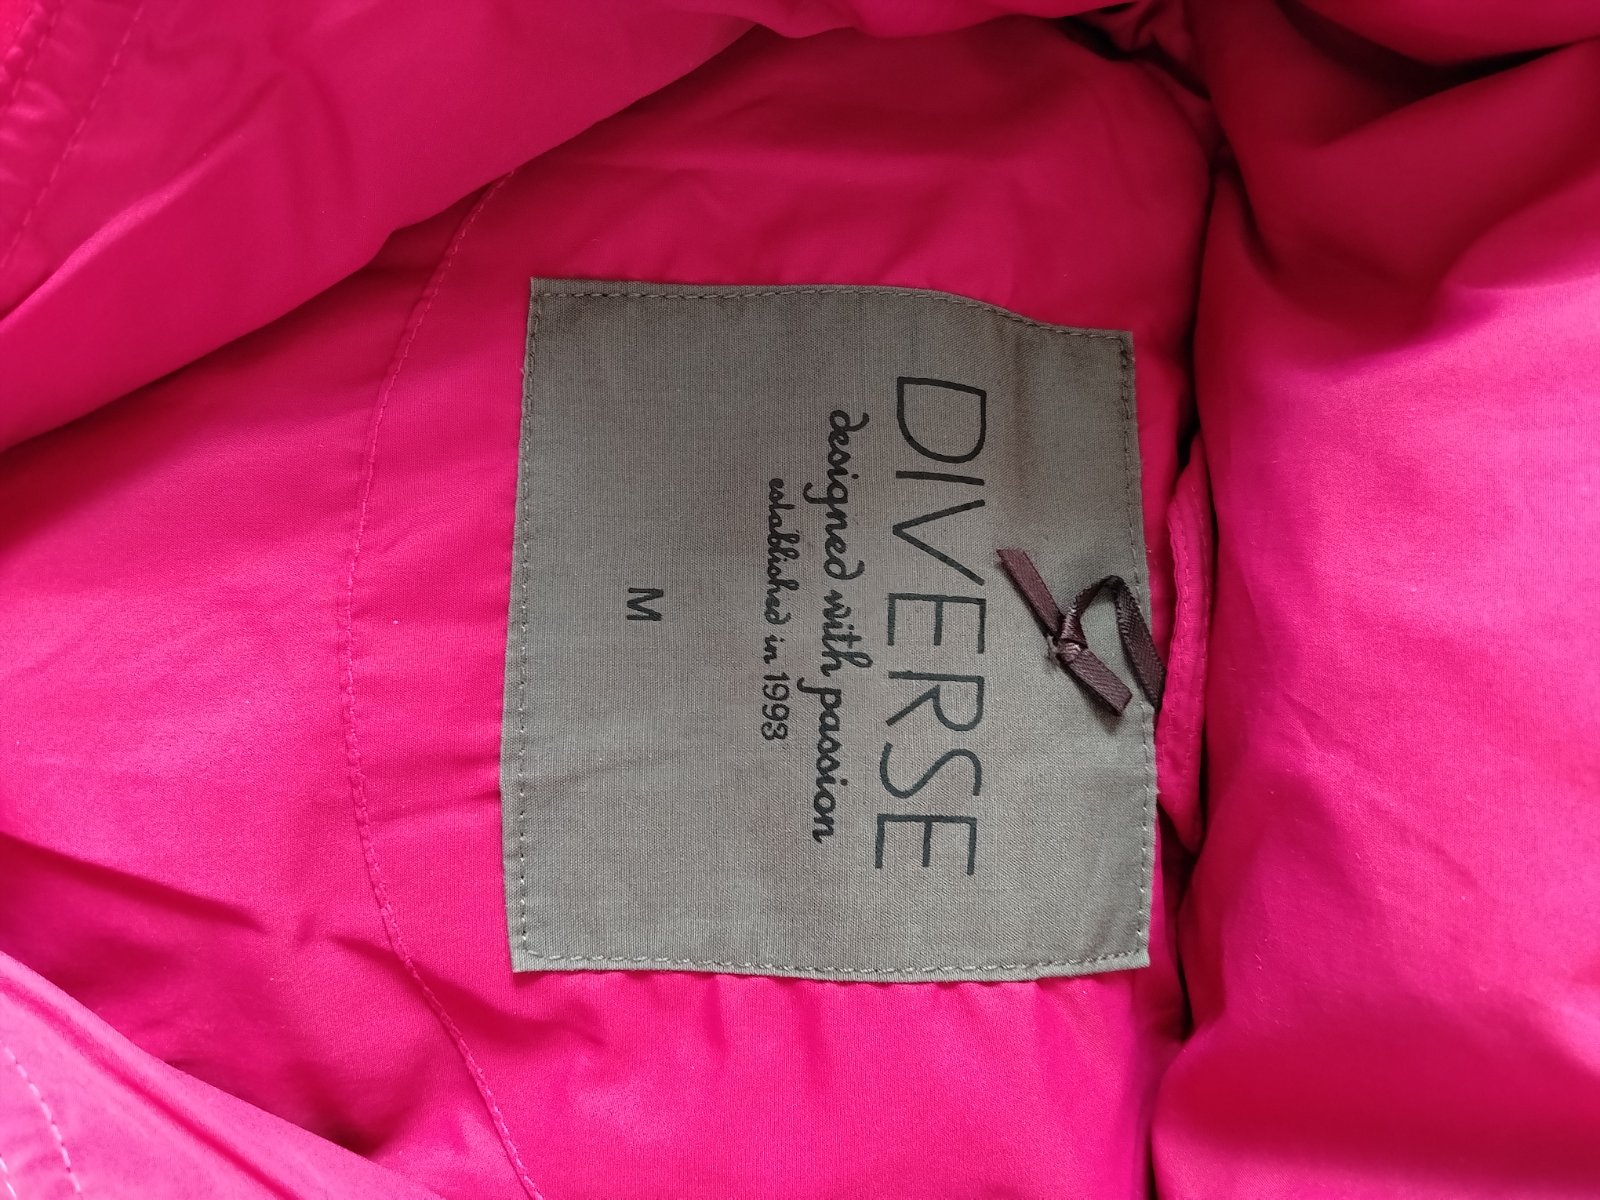 DIVERSE
designed with passion
established in 1993
M